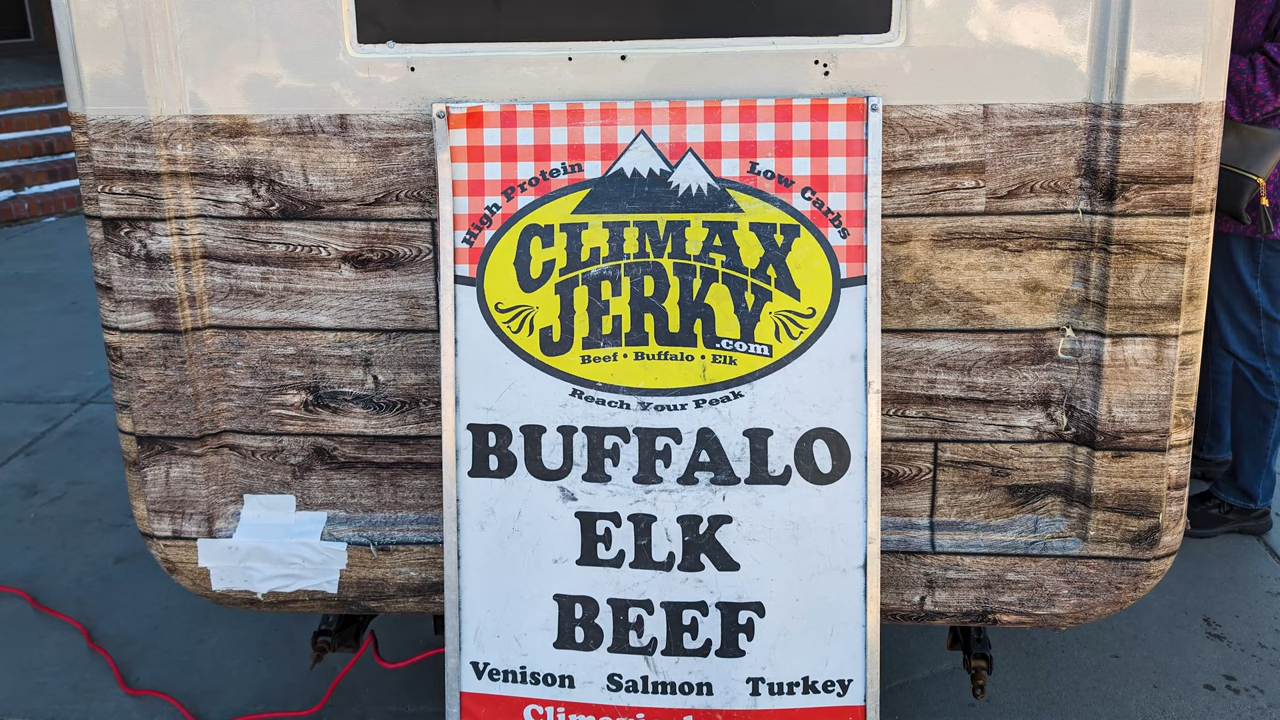 High Protein
Low Carbs
CLIMAX
JERKY
.com
Beef • Buffalo • Elk
Reach Your Peak
BUFFALO
ELK
BEEF
Venison Salmon Turkey